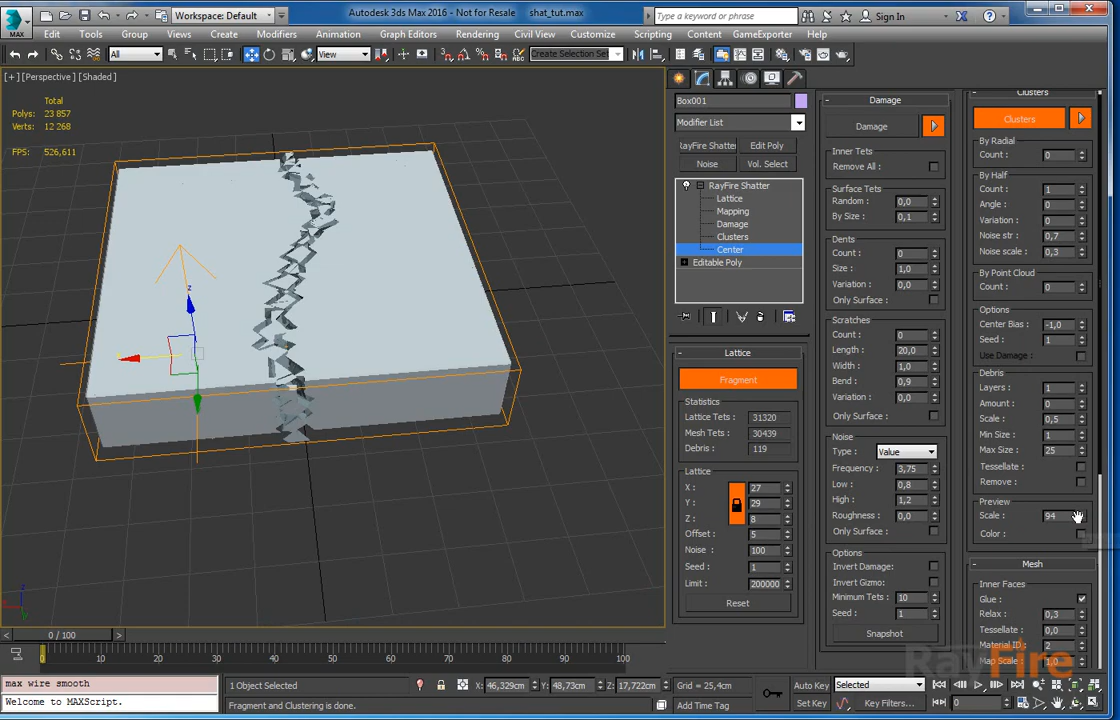 Workspace: Default
Autodesk 3ds Max 2016 - Not for Resale shat_tut.max
Type a keyword or phrase
Sign In
MAX
Edit Tools Group Views Create Modifiers Animation Graph Editors Rendering Civil View Customize Scripting Content GameExporter Help
All View Create Selection Se
[+] [Perspective] [Shaded]
Total
Polys: 23 857
Verts: 12 268
FPS: 526,611
z
Box001
Modifier List
RayFire Shatter Edit Poly
Noise Vol. Select
RayFire Shatter
Lattice
Mapping
Damage
Clusters
Center
Editable Poly
Lattice
Fragment
Statistics
Lattice Tets: 31320
Mesh Tets: 30439
Debris: 119
Lattice
X: 27
Y: 29
Z: 8
Offset: 5
Noise: 100
Seed: 1
Limit: 200000
Reset
Damage
Damage
Inner Tets
Remove All:
Surface Tets
Random: 0,0
By Size: 0,1
Dents
Count: 0
Size: 1,0
Variation: 0,0
Only Surface:
Scratches
Count: 0
Length: 20,0
Width: 1,0
Bend: 0,9
Variation: 0,0
Only Surface:
Noise
Type: Value
Frequency: 3,75
Low: 0,8
High: 1,2
Roughness: 0,0
Only Surface:
Options
Invert Damage:
Invert Gizmo:
Minimum Tets: 10
Seed: 1
Snapshot
Clusters
Clusters
By Radial
Count: 0
By Half
Count: 1
Angle: 0
Variation: 0
Noise str: 0,7
Noise scale: 0,3
By Point Cloud
Count: 0
Options
Center Bias: -1,0
Seed: 1
Use Damage:
Debris
Layers: 1
Amount: 0
Scale: 0,5
Min Size: 1
Max Size: 25
Tessellate:
Remove:
Preview
Scale: 94
Color:
Mesh
Inner Faces
Glue:
Relax: 0,3
Tessellate: 0,0
Material ID: 2
Map Scale: 1,0
RayFire
0 / 100
0 10 20 30 40 50 60 70 80 90 100
max wire smooth
Welcome to MAXScript.
1 Object Selected
Fragment and Clustering is done.
X: 46,329cm Y: 48,73cm Z: 17,722cm Grid = 25,4cm
Add Time Tag
Auto Key Selected
Set Key Key Filters... 0